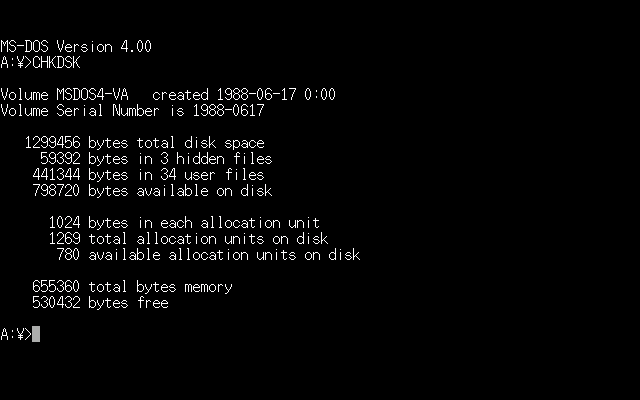 MS-DOS Version 4.00
A:¥>CHKDSK
Volume MSDOS4-VA   created 1988-06-17 0:00
Volume Serial Number is 1988-0617
1299456 bytes total disk space
59392 bytes in 3 hidden files
441344 bytes in 34 user files
798720 bytes available on disk
1024 bytes in each allocation unit
1269 total allocation units on disk
780 available allocation units on disk
655360 total bytes memory
530432 bytes free
A:¥>